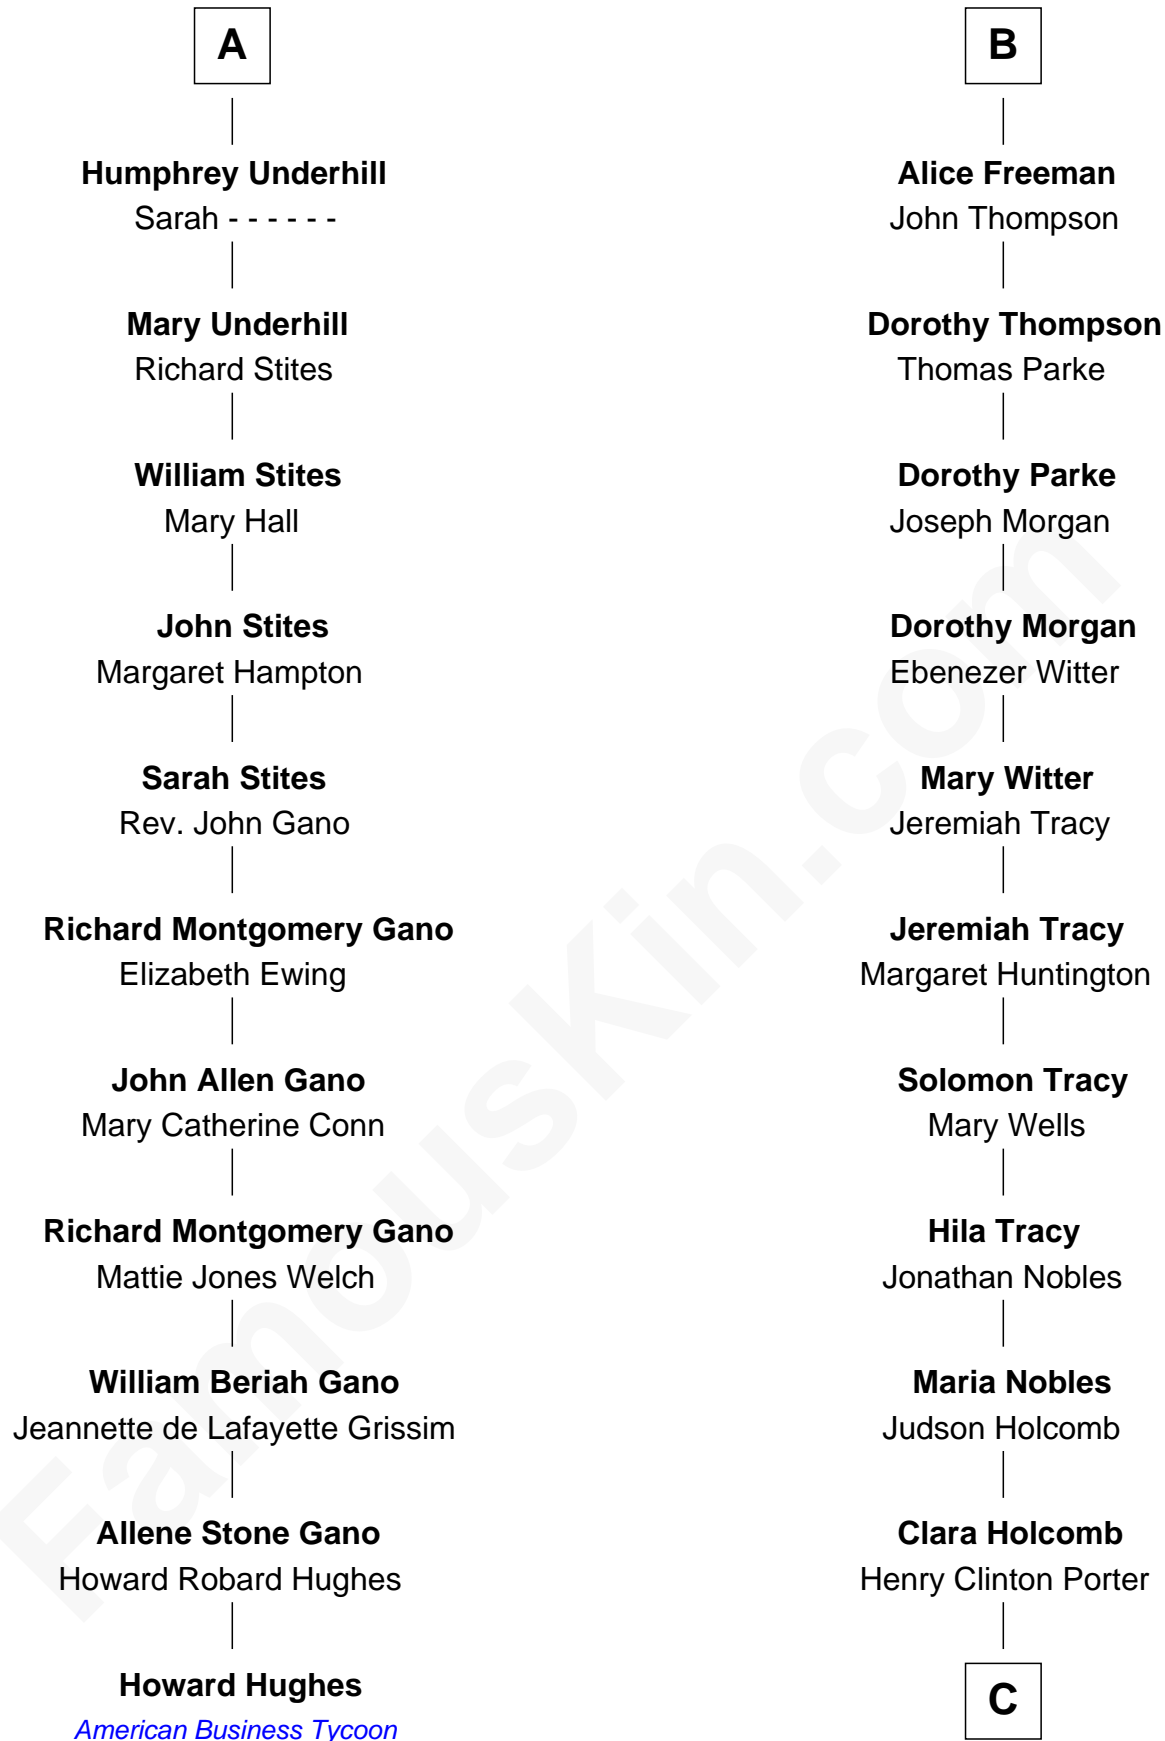 A
Humphrey Underhill
Sarah - - - - - -
Mary Underhill
Richard Stites
William Stites
Mary Hall
John Stites
Margaret Hampton
Sarah Stites
Rev. John Gano
Richard Montgomery Gano
Elizabeth Ewing
John Allen Gano
Mary Catherine Conn
Richard Montgomery Gano
Mattie Jones Welch
William Beriah Gano
Jeannette de Lafayette Grissim
Allene Stone Gano
Howard Robard Hughes
Howard Hughes
American Business Tycoon
B
Alice Freeman
John Thompson
Dorothy Thompson
Thomas Parke
Dorothy Parke
Joseph Morgan
Dorothy Morgan
Ebenezer Witter
Mary Witter
Jeremiah Tracy
Jeremiah Tracy
Margaret Huntington
Solomon Tracy
Mary Wells
Hila Tracy
Jonathan Nobles
Maria Nobles
Judson Holcomb
Clara Holcomb
Henry Clinton Porter
C
FamousKin.com